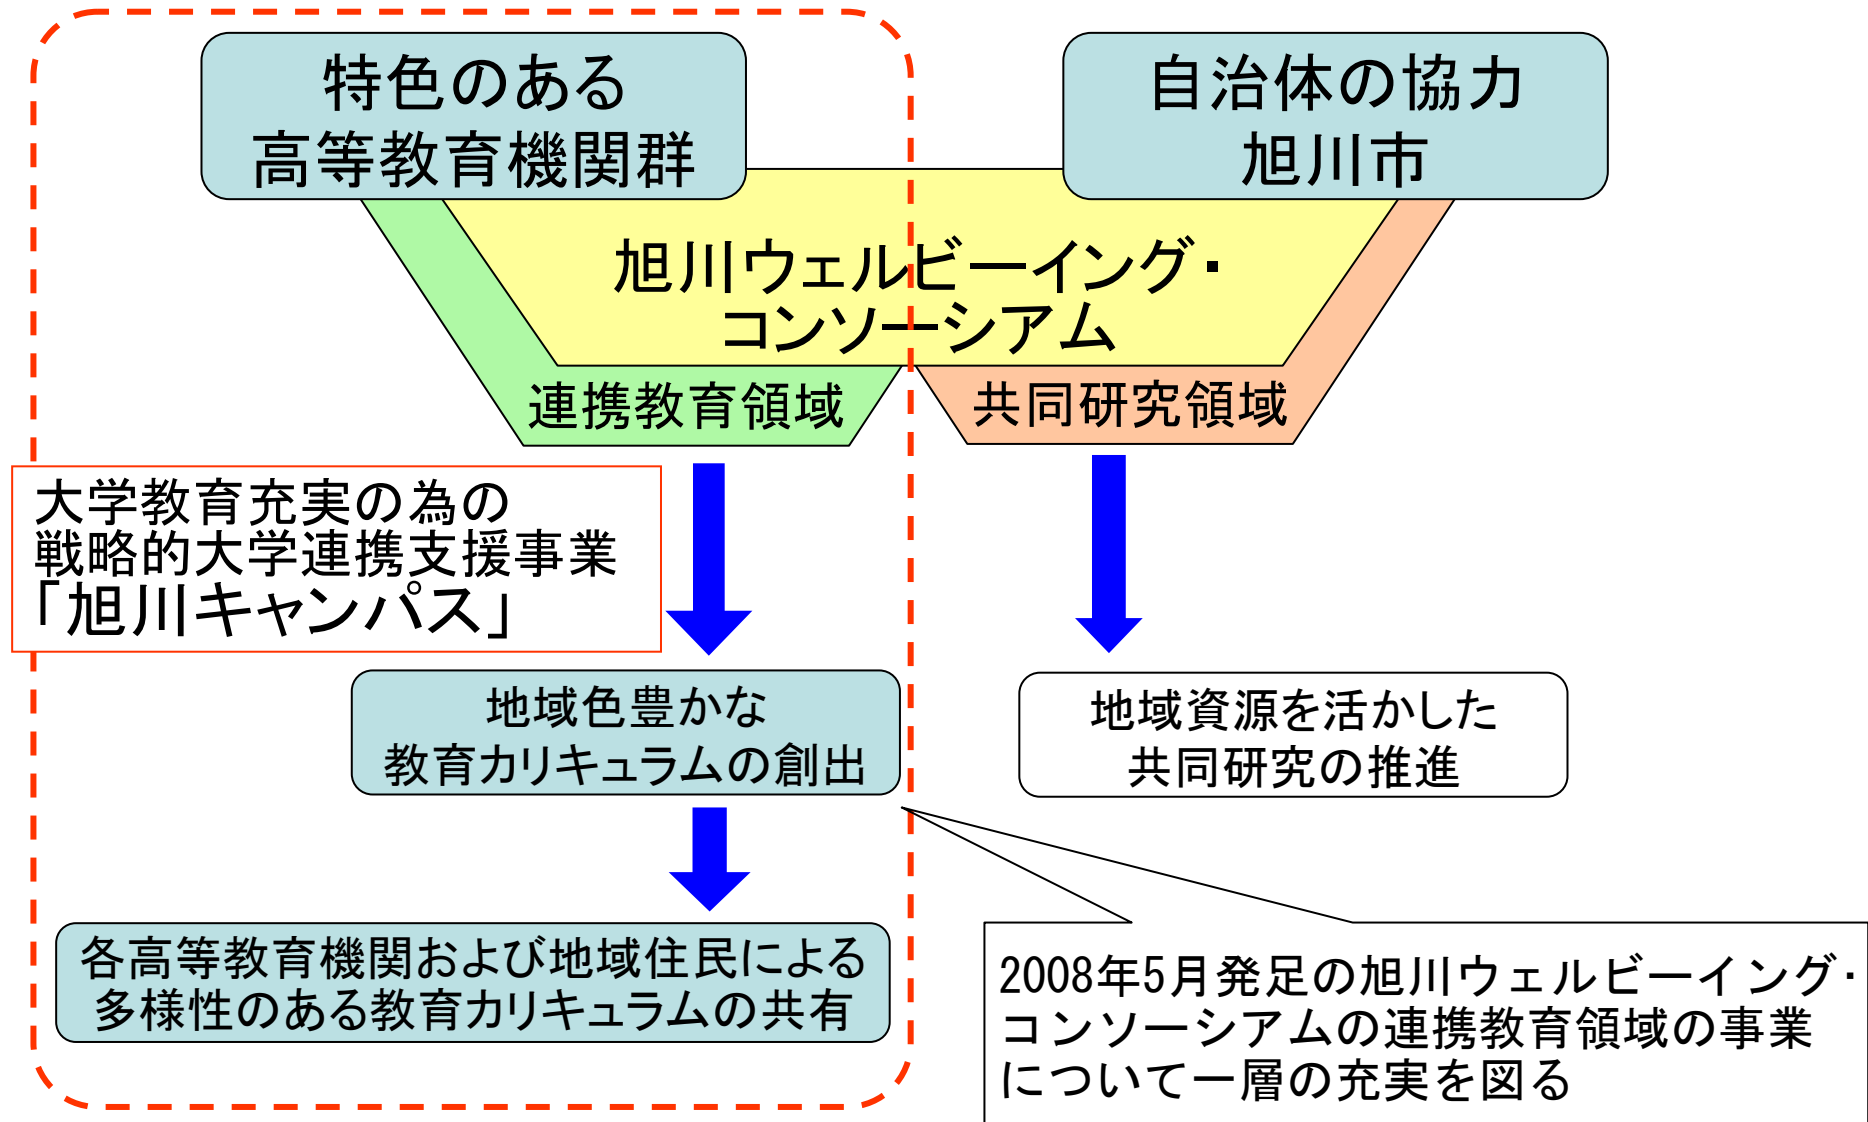 特色のある
高等教育機関群
自治体の協力
旭川市
旭川ウェルビーイング・
コンソーシアム
連携教育領域
共同研究領域
大学教育充実の為の
戦略的大学連携支援事業
「旭川キャンパス」
地域色豊かな
教育カリキュラムの創出
地域資源を活かした
共同研究の推進
各高等教育機関および地域住民による
多様性のある教育カリキュラムの共有
2008年5月発足の旭川ウェルビーイング・
コンソーシアムの連携教育領域の事業
について一層の充実を図る